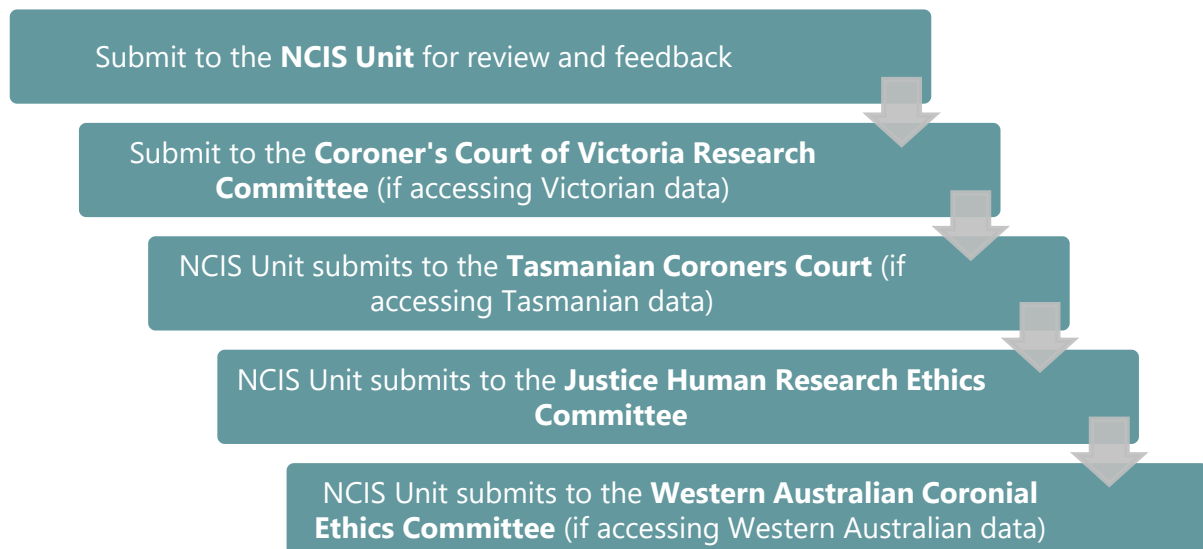 Submit to the NCIS Unit for review and feedback
Submit to the Coroner's Court of Victoria Research
Committee (if accessing Victorian data)
NCIS Unit submits to the Tasmanian Coroners Court (if
accessing Tasmanian data)
NCIS Unit submits to the Justice Human Research Ethics
Committee
NCIS Unit submits to the Western Australian Coronial
Ethics Committee (if accessing Western Australian data)